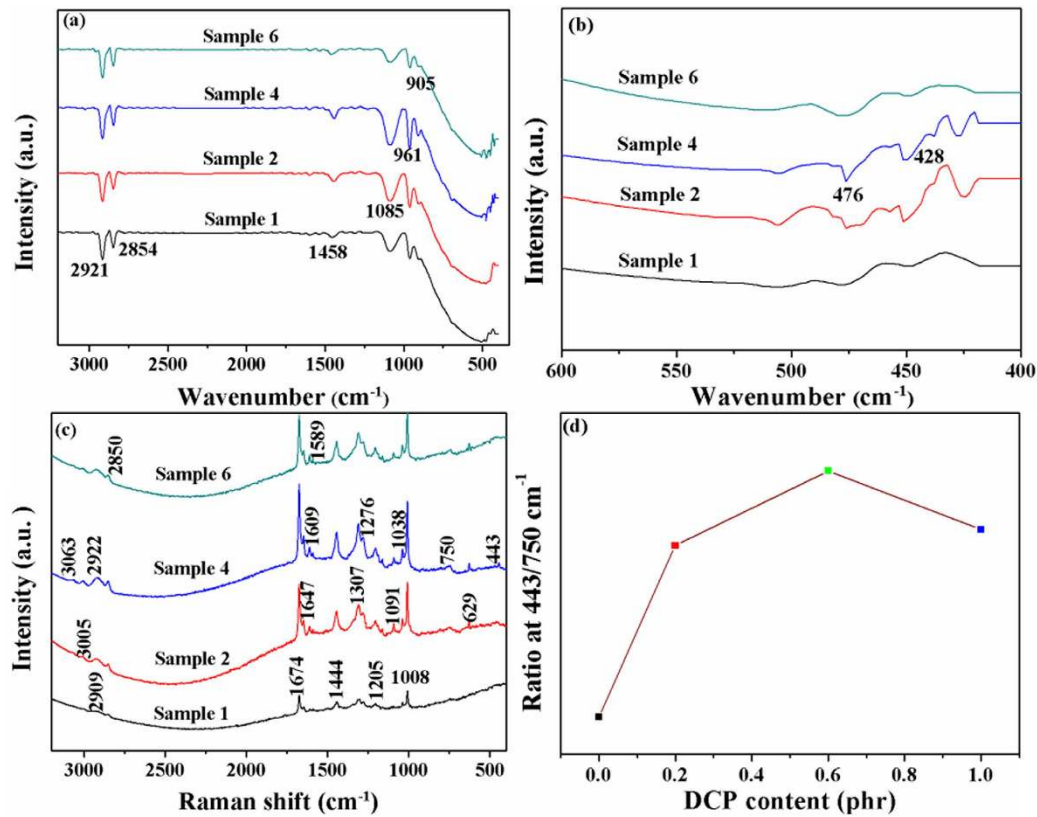 (a)
Sample 6
905
Sample 4
961
Sample 2
1085
Sample 1
2921
2854
1458
Intensity (a.u.)
3000 2500 2000 1500 1000 500
Wavenumber (cm-1)
(b)
Sample 6
Sample 4
428
476
Sample 2
Sample 1
Intensity (a.u.)
600 550 500 450 400
Wavenumber (cm-1)
(c)
2850
1589
Sample 6
3063
2922
1609
1276
1038
750
443
Sample 4
3005
1647
1307
1091
629
Sample 2
2909
1674
1444
1205
1008
Sample 1
Intensity (a.u. )
3000 2500 2000 1500 1000 500
Raman shift (cm-1)
(d)
Ratio at 443/750 cm-1
0.0 0.2 0.4 0.6 0.8 1.0
DCP content (phr)